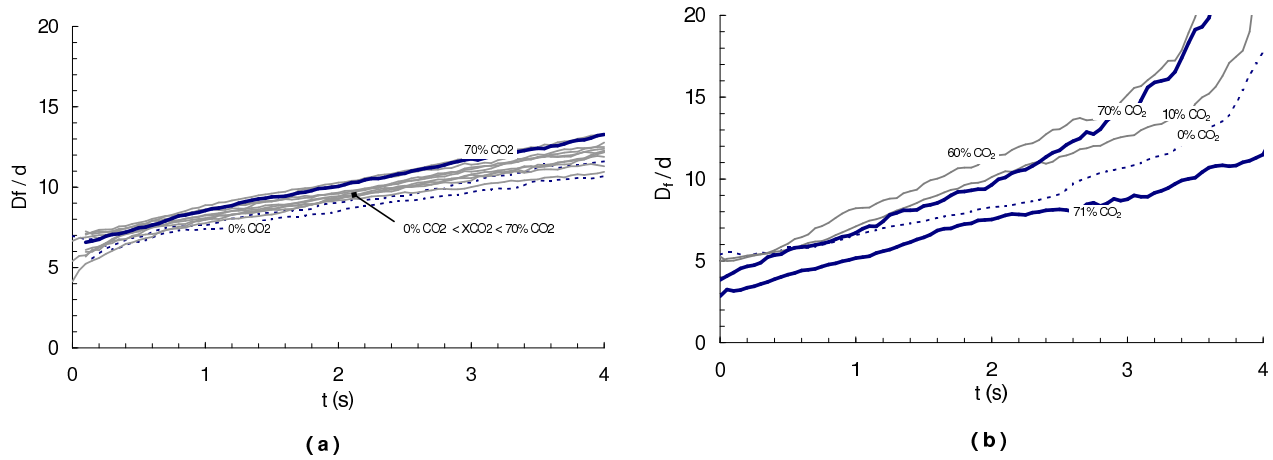 20
15
10
5
0
Df / d
70% CO2
0% CO2
0% CO2 < XCO2 < 70% CO2
0 1 2 3 4
t (s)
( a )
20
15
10
5
0
Df / d
70% CO2
10% CO2
0% CO2
60% CO2
71% CO2
0 1 2 3 4
t (s)
( b )